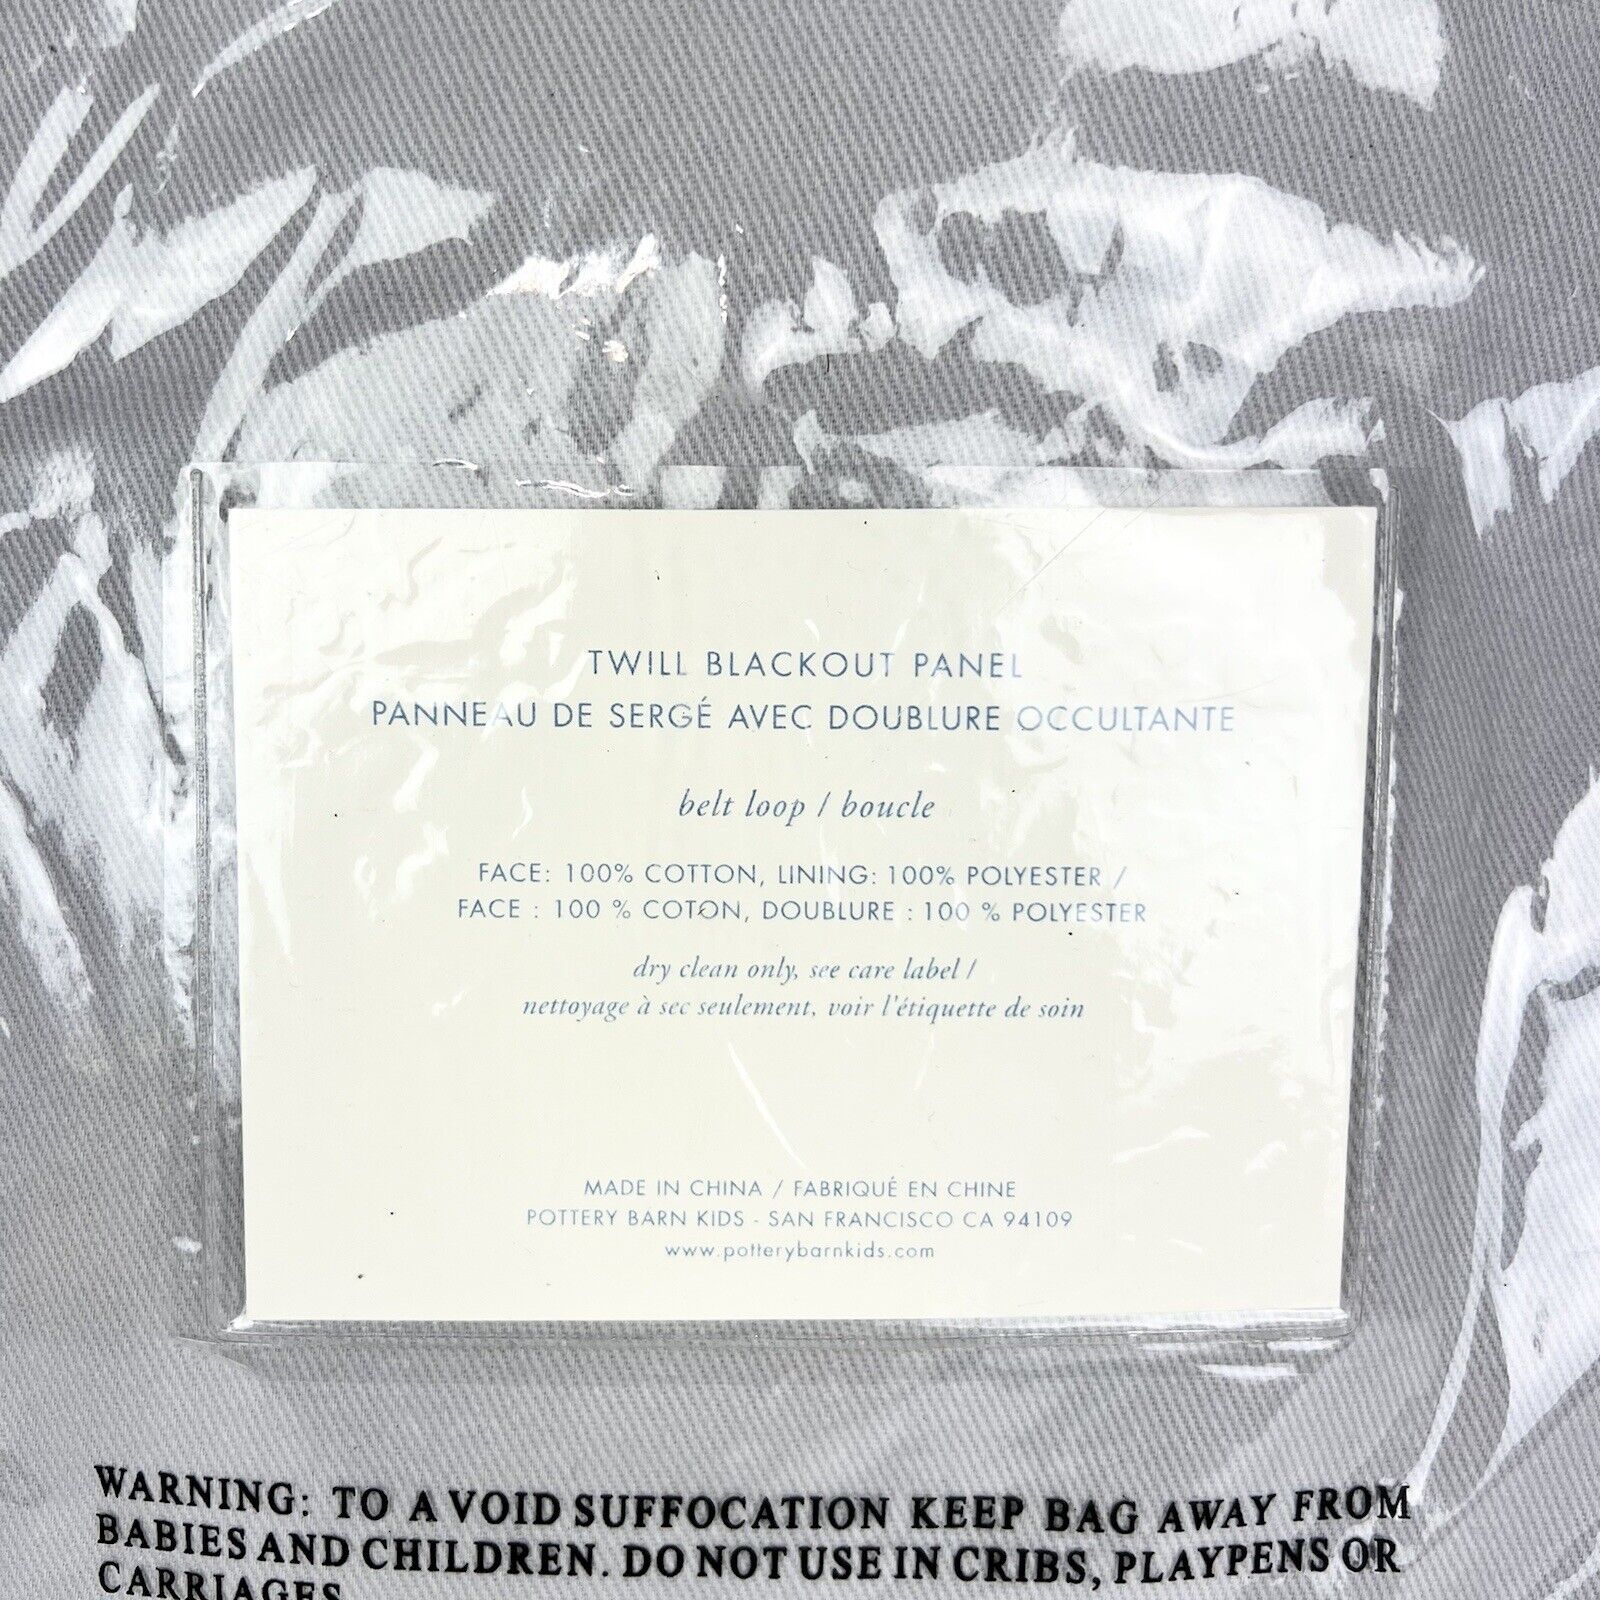 TWILL BLACKOUT PANEL
PANNEAU DE SERGÉ AVEC DOUBLURE OCCULTANTE
belt loop / boucle
FACE: 100% COTTON, LINING: 100% POLYESTER /
FACE : 100 % COTON, DOUBLURE : 100 % POLYESTER
dry clean only, see care label /
nettoyage à sec seulement, voir l'étiquette de soin
MADE IN CHINA / FABRIQUÉ EN CHINE
POTTERY BARN KIDS - SAN FRANCISCO CA 94109
www.potterybarnkids.com
WARNING: TO AVOID SUFFOCATION KEEP BAG AWAY FROM
BABIES AND CHILDREN. DO NOT USE IN CRIBS, PLAYPENS OR
CARRIAGES